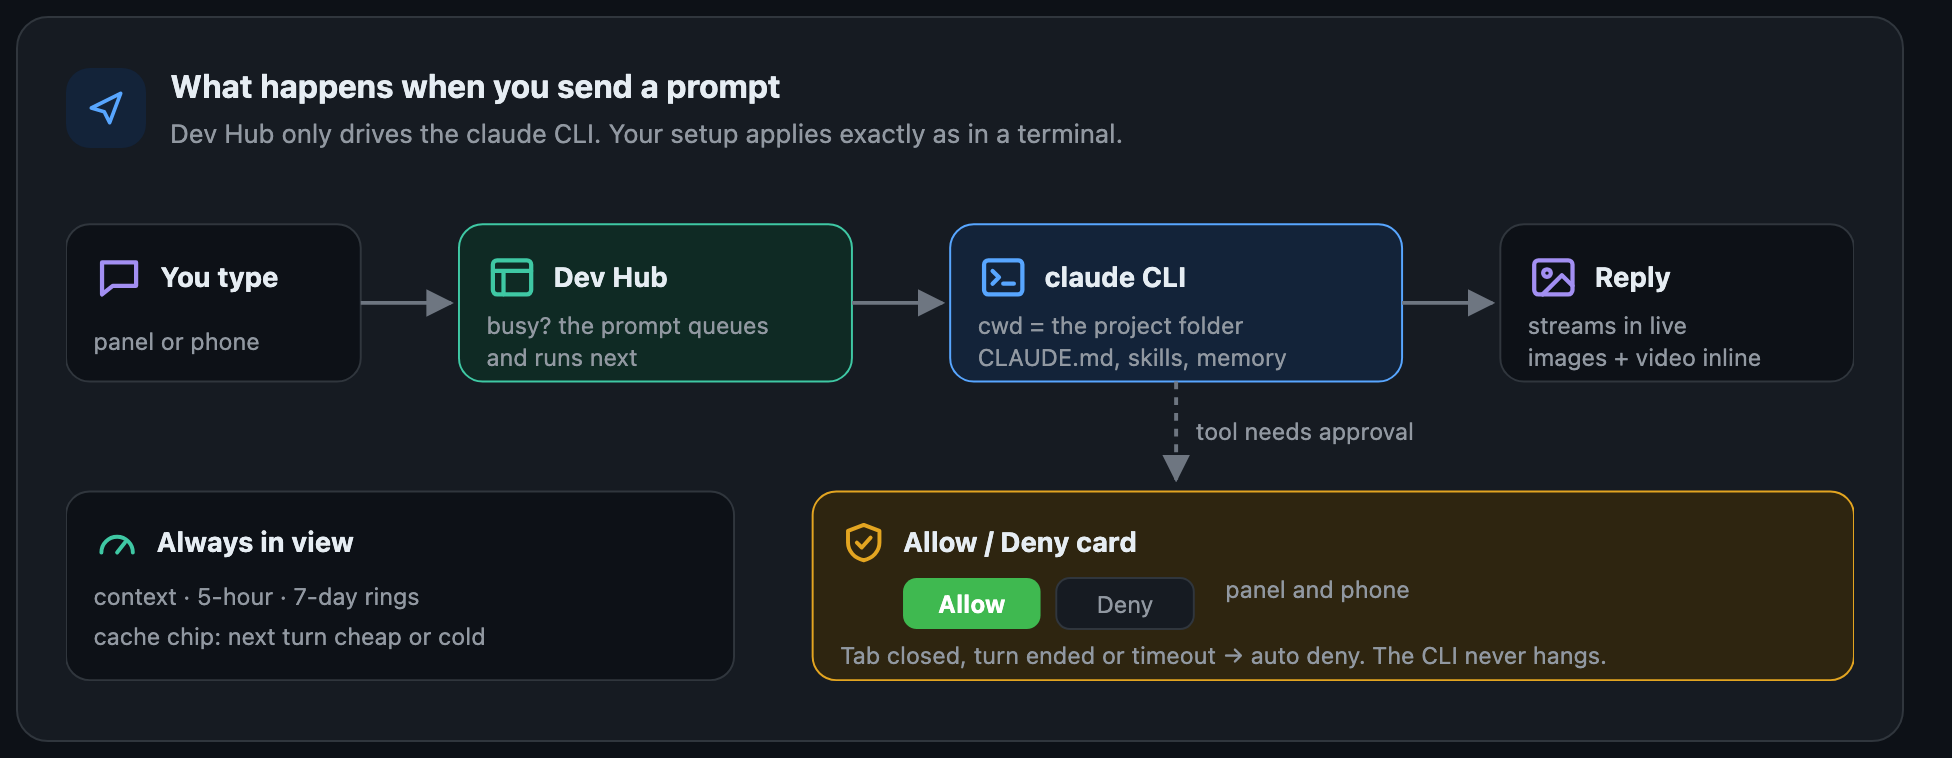 What happens when you send a prompt
Dev Hub only drives the claude CLI. Your setup applies exactly as in a terminal.
You type
panel or phone
Dev Hub
busy? the prompt queues
and runs next
claude CLI
cwd = the project folder
CLAUDE.md, skills, memory
Reply
streams in live
images + video inline
tool needs approval
Always in view
context · 5-hour · 7-day rings
cache chip: next turn cheap or cold
Allow / Deny card
Allow
Deny
panel and phone
Tab closed, turn ended or timeout → auto deny. The CLI never hangs.